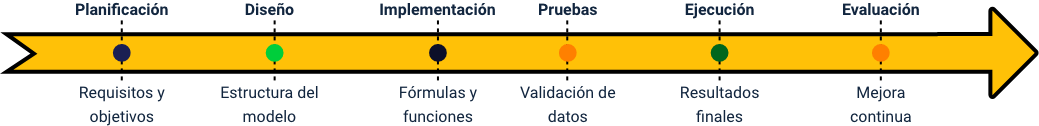 Planificación
Diseño
Implementación
Pruebas
Ejecución
Evaluación
Requisitos y
objetivos
Estructura del
modelo
Fórmulas y
funciones
Validación de
datos
Resultados
finales
Mejora
continua